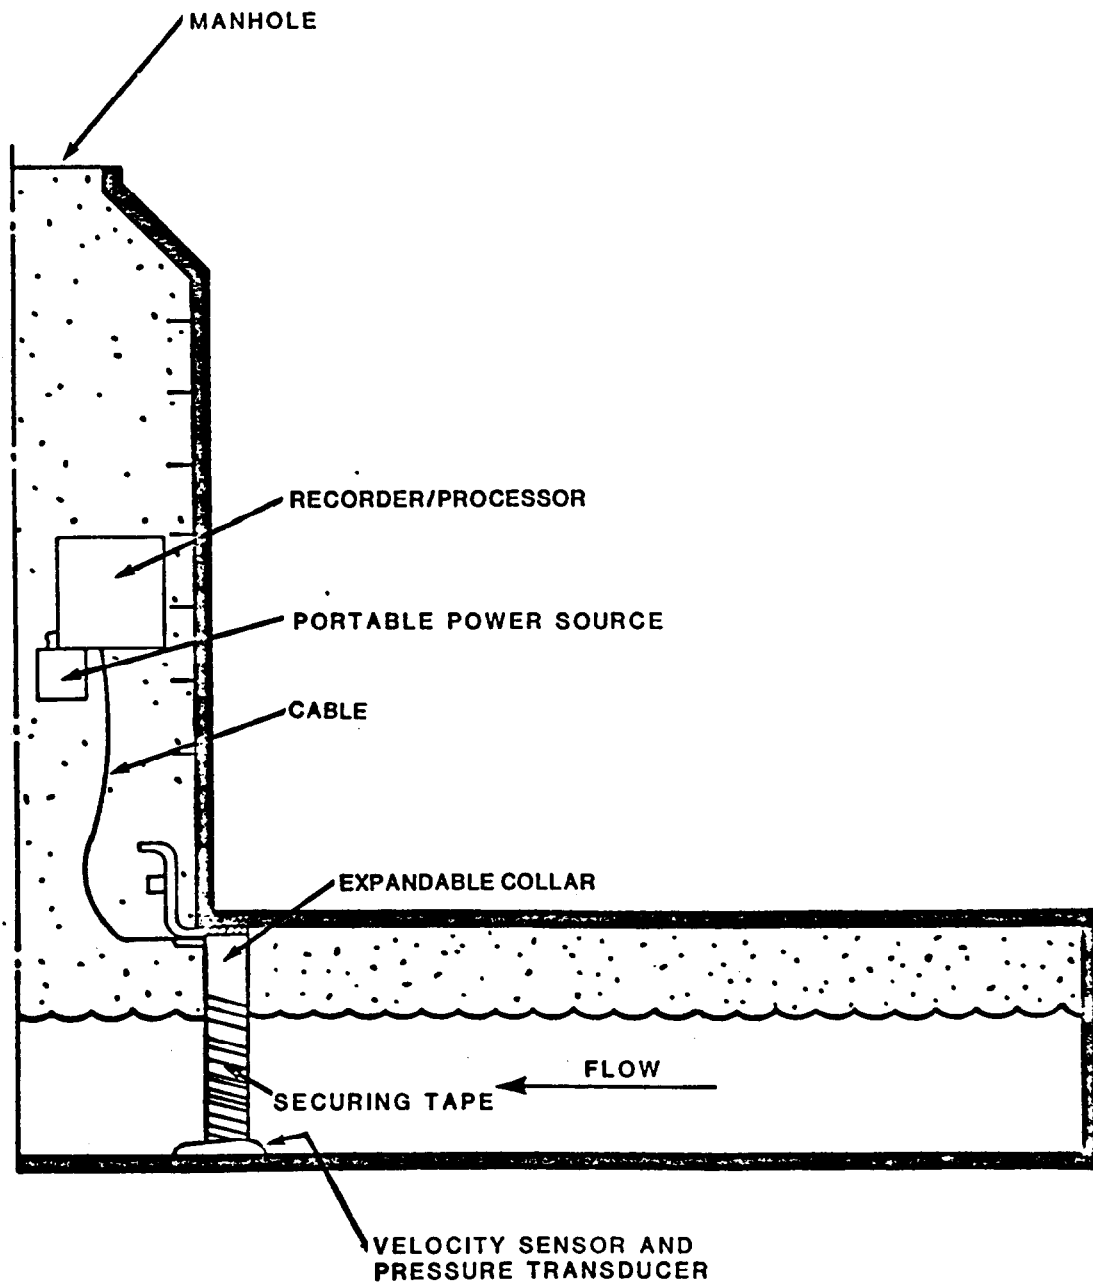 MANHOLE
RECORDER/PROCESSOR
PORTABLE POWER SOURCE
CABLE
EXPANDABLE COLLAR
FLOW
SECURING TAPE
VELOCITY SENSOR AND
PRESSURE TRANSDUCER